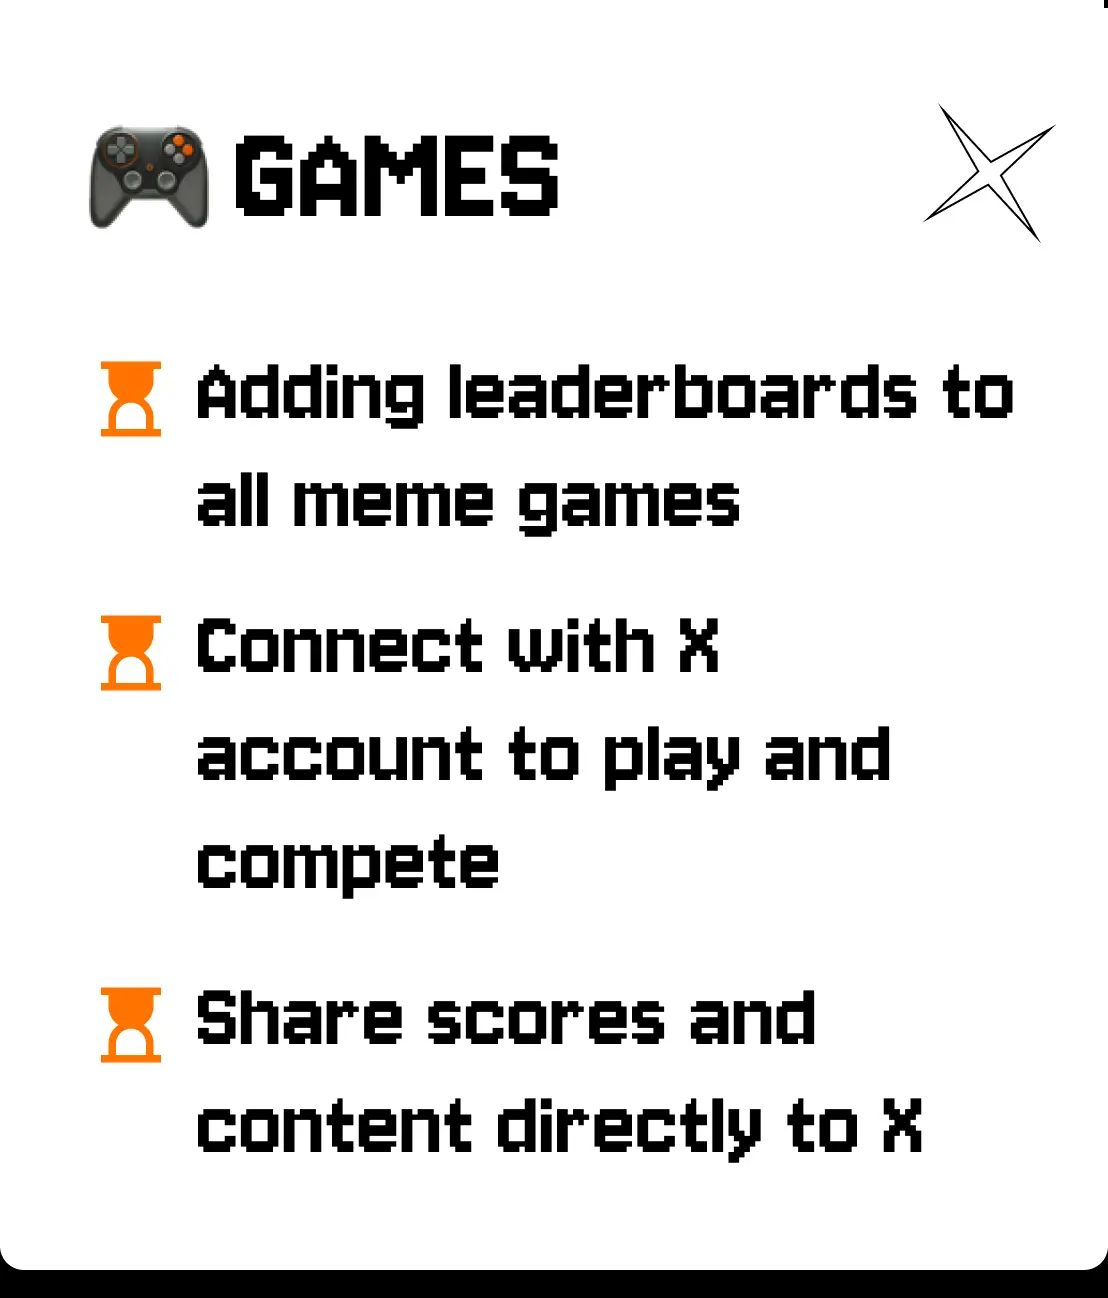 GAMES
Adding leaderboards to
all meme games
Connect with X
account to play and
compete
Share scores and
content directly to X